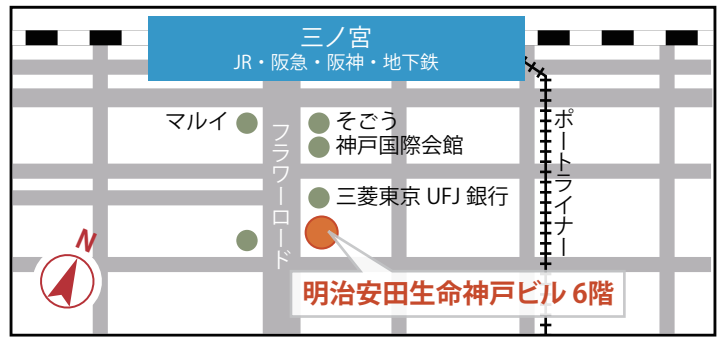 三ノ宮
JR・阪急・阪神・地下鉄
マルイ
そごう
神戸国際会館
三菱東京 UFJ 銀行
フラワーロード
ポートライナー
N
明治安田生命神戸ビル 6階